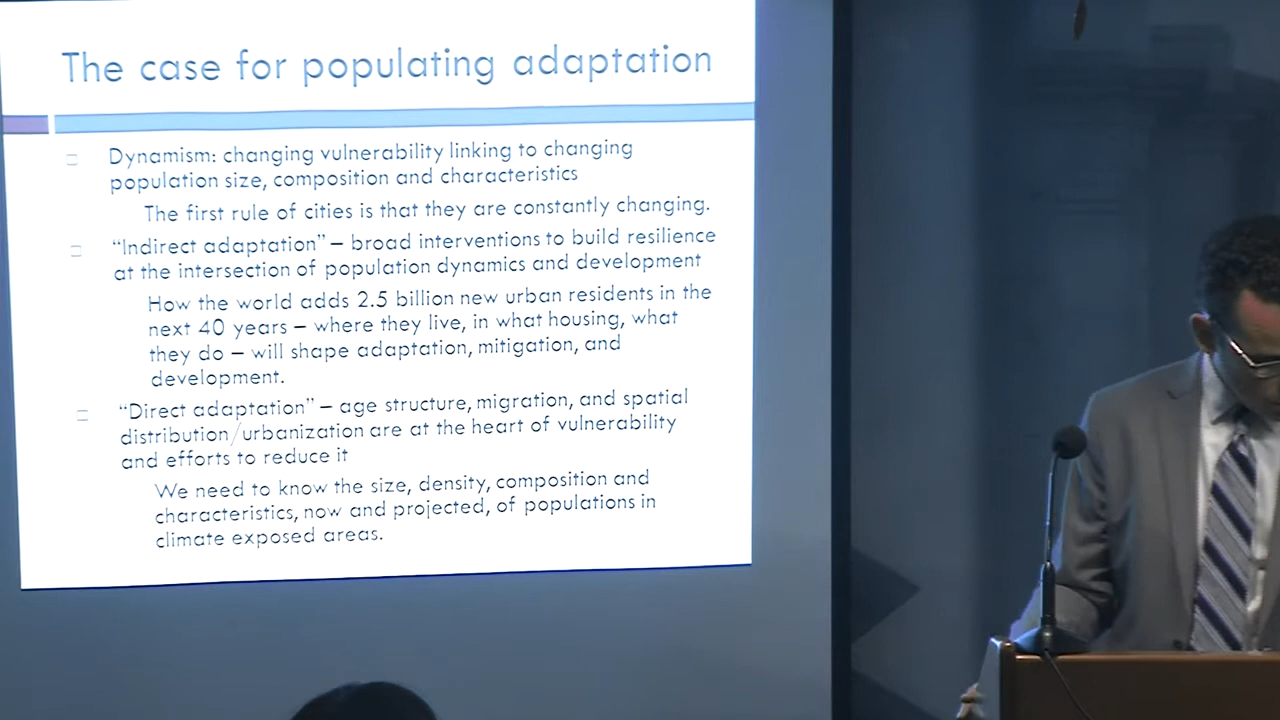 The case for populating adaptation
Dynamism: changing vulnerability linking to changing
population size, composition and characteristics
The first rule of cities is that they are constantly changing.
“Indirect adaptation” – broad interventions to build resilience
at the intersection of population dynamics and development
How the world adds 2.5 billion new urban residents in the
next 40 years – where they live, in what housing, what
they do – will shape adaptation, mitigation, and
development.
“Direct adaptation” – age structure, migration, and spatial
distribution/urbanization are at the heart of vulnerability
and efforts to reduce it
We need to know the size, density, composition and
characteristics, now and projected, of populations in
climate exposed areas.